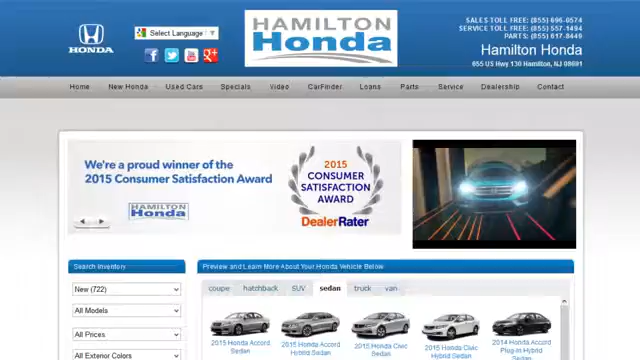 HONDA
Select Language
HAMILTON
Honda
SALES TOLL FREE: (855) 696-0574
SERVICE TOLL FREE: (855) 557-1494
PARTS: (855) 617-8449
Hamilton Honda
655 US Hwy 130 Hamilton, NJ 08691
Home New Honda Used Cars Specials Video CarFinder Loans Parts Service Dealership Contact
We're a proud winner of the
2015 Consumer Satisfaction Award
HAMILTON
Honda
2015
CONSUMER
SATISFACTION
AWARD
DealerRater
Search Inventory
New (722)
All Models
All Prices
All Exterior Colors
Preview and Learn More About Your Honda Vehicle Below
coupe hatchback SUV sedan truck van
2015 Honda Accord
Sedan
2015 Honda Accord
Hybrid Sedan
2015 Honda Civic
Sedan
2015 Honda Civic
Hybrid Sedan
2014 Honda Accord
Plug-In Hybrid
Sedan